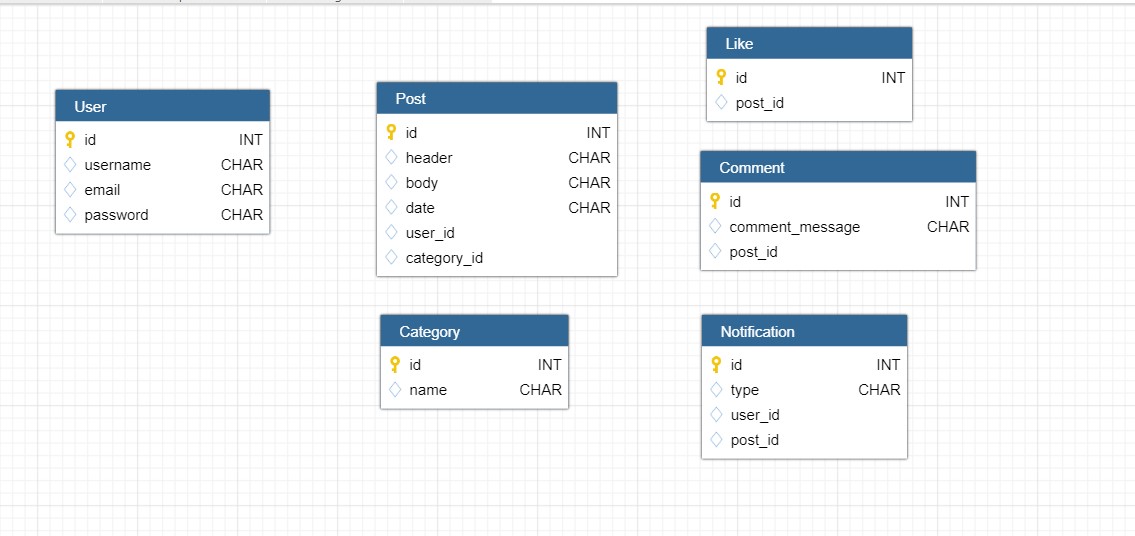 User
id INT
username CHAR
email CHAR
password CHAR
Post
id INT
header CHAR
body CHAR
date CHAR
user_id
category_id
Category
id INT
name CHAR
Like
id INT
post_id
Comment
id INT
comment_message CHAR
post_id
Notification
id INT
type CHAR
user_id
post_id